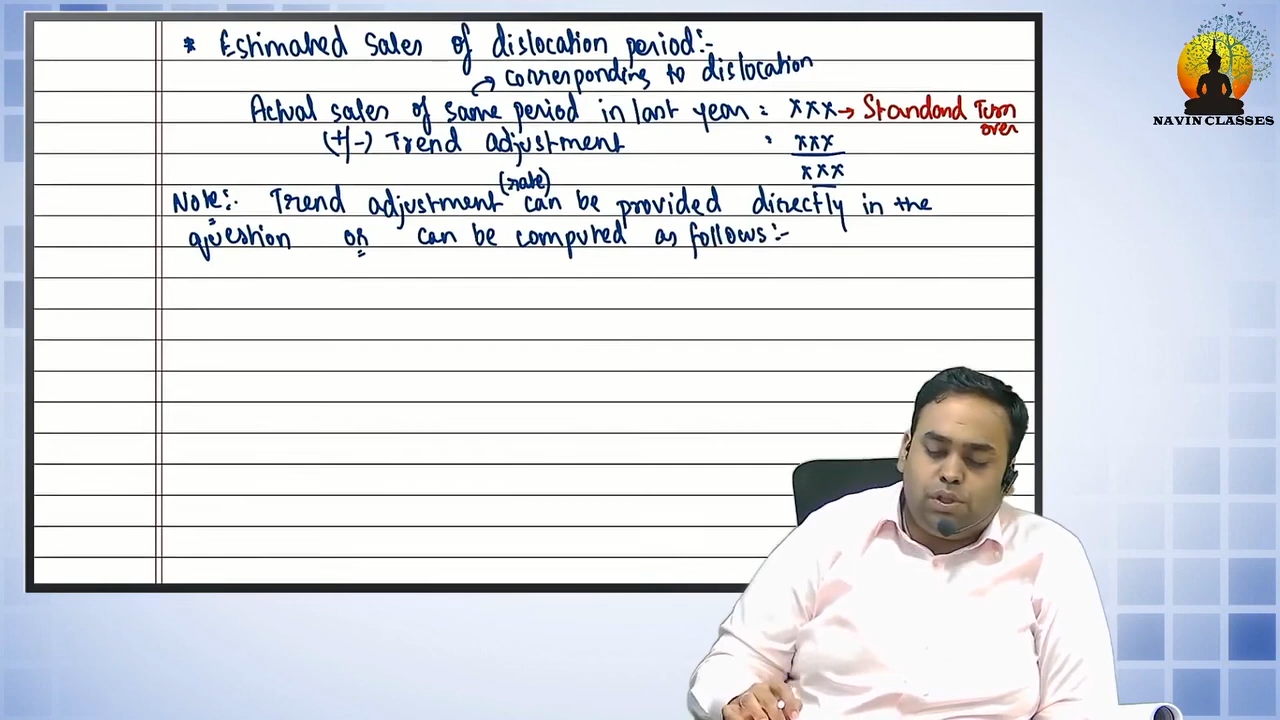 * Estimated Sales of dislocation period:-
→ corresponding to dislocation
Actual sales of same period in last year = xxx → Standard Turn over
(+/-) Trend adjustment : xxx
xxx
Note:- Trend adjustment (rate) can be provided directly in the
question or can be computed as follows:-
NAVIN CLASSES